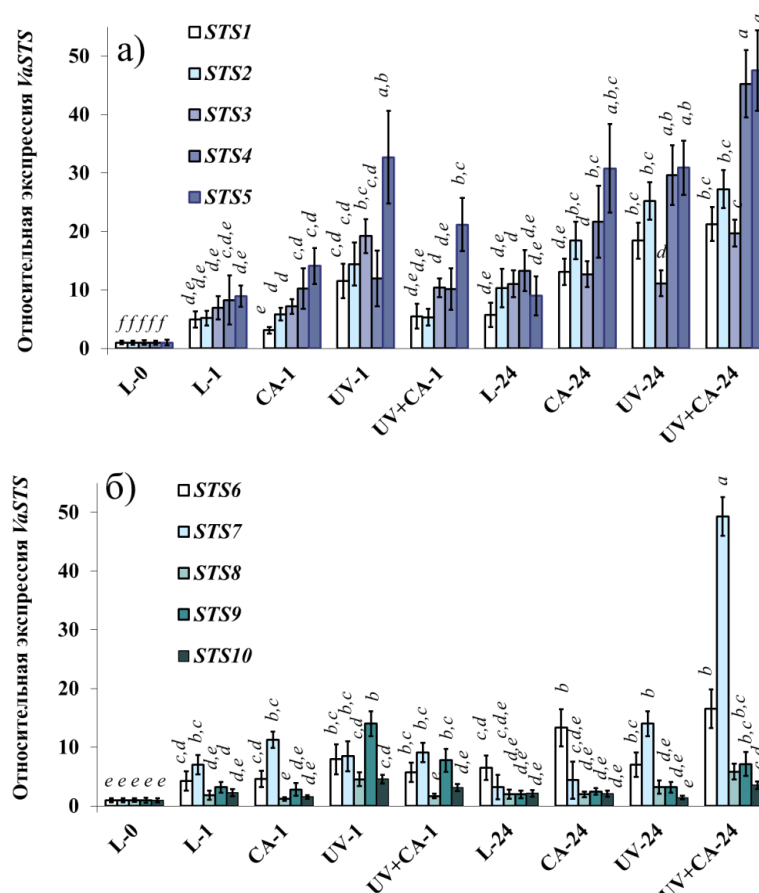 а)
Относительная экспрессия VaSTS
50
40
30
20
10
0
STS1
STS2
STS3
STS4
STS5
f f f f f
d,e d,e d,e c,d,e d,e
e d d c,d c,d
c,d c,d b,c c,d a,b
d,e d,e d d,e b,c
d,e d,e d d,e d,e
d,e b,c d b,c a,b,c
b,c b,c d a,b a,b
b,c b,c c a a
L-0
L-1
CA-1
UV-1
UV+CA-1
L-24
CA-24
UV-24
UV+CA-24
б)
Относительная экспрессия VaSTS
50
40
30
20
10
0
STS6
STS7
STS8
STS9
STS10
e e e e e
c,d b,c d,e c,d d,e
c,d b,c e d,e d,e
b,c b,c c,d b c,d
b,c b,c e b,c d,e
c,d c,d,e d,e d,e d,e
b c,d,e d,e d,e d,e
b,c b d,e d,e e
b a b,c b,c c,d
L-0
L-1
CA-1
UV-1
UV+CA-1
L-24
CA-24
UV-24
UV+CA-24